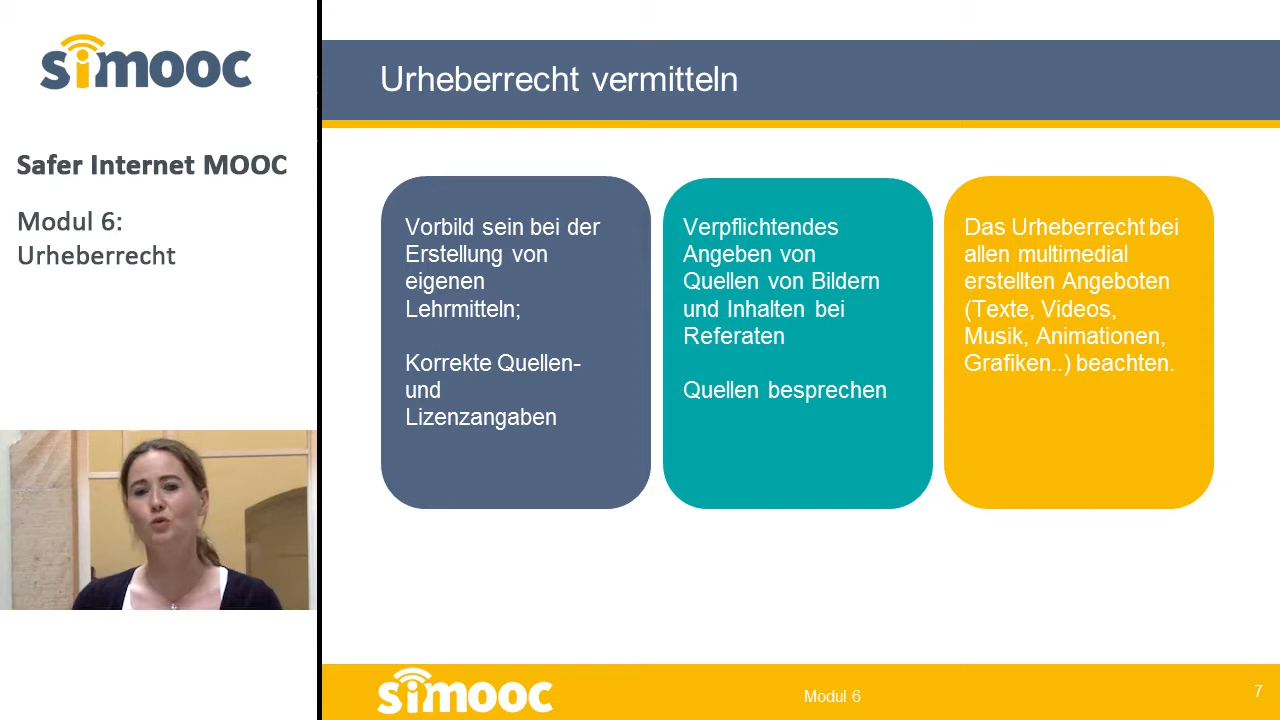 simooc
Safer Internet MOOC
Modul 6:
Urheberrecht
Urheberrecht vermitteln
Vorbild sein bei der
Erstellung von
eigenen
Lehrmitteln;
Korrekte Quellen-
und
Lizenzangaben
Verpflichtendes
Angeben von
Quellen von Bildern
und Inhalten bei
Referaten
Quellen besprechen
Das Urheberrecht bei
allen multimedial
erstellten Angeboten
(Texte, Videos,
Musik, Animationen,
Grafiken..) beachten.
simooc
Modul 6
7